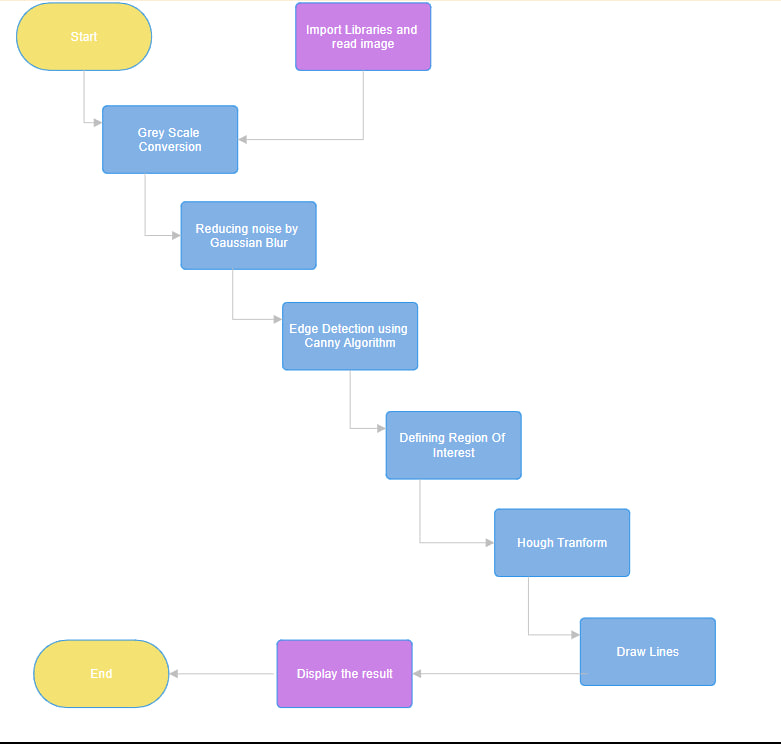 Start
Import Libraries and
read image
Grey Scale
Conversion
Reducing noise by
Gaussian Blur
Edge Detection using
Canny Algorithm
Defining Region Of
Interest
Hough Tranform
Draw Lines
End
Display the result